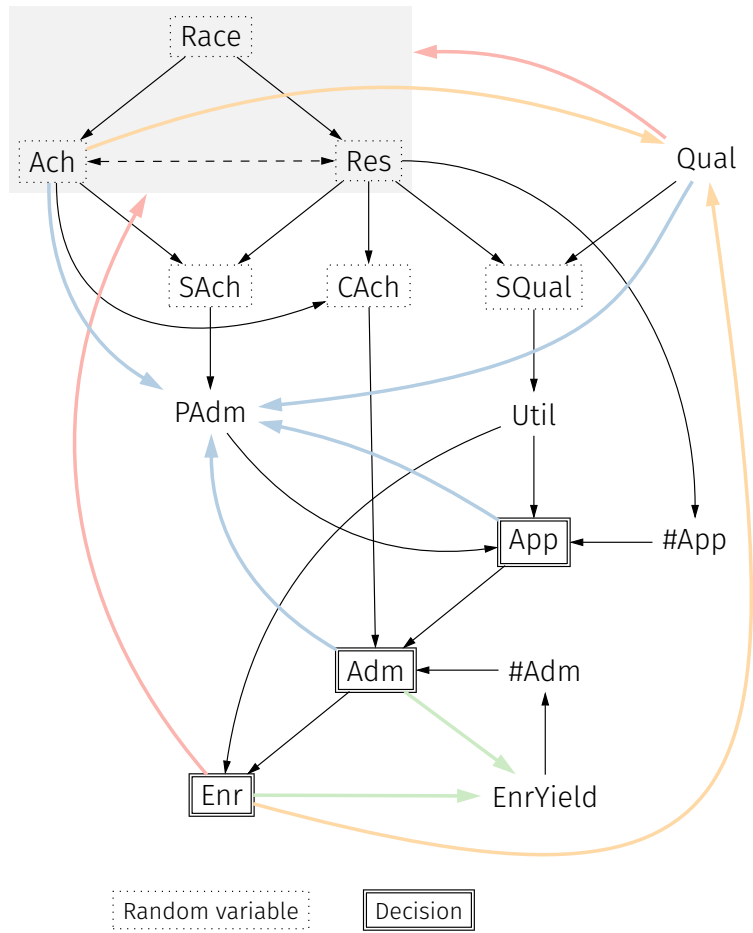 Race
Ach
Res
Qual
SAch
CAch
SQual
PAdm
Util
App
#App
Adm
#Adm
Enr
EnrYield
Random variable
Decision